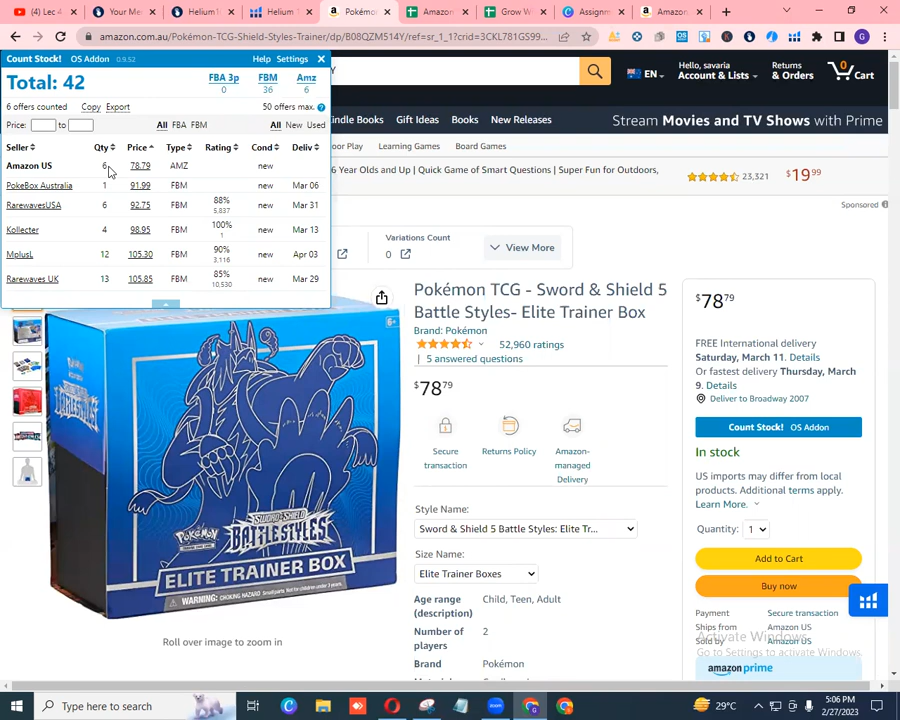 (4) Lec 4
Your Me
Helium I
Helium 1
Pokémo
Amazon
Grow W
Assignm
Amazon
amazon.com.au/Pokémon-TCG-Shield-Styles-Trainer/dp/B08QZM514Y/ref=sr_1_1?crid=3CKL781GS99...
Count Stock! OS Addon 0.9.52 Help Settings
Total: 42
FBA 3p FBM Amz
0 36 6
6 offers counted Copy Export 50 offers max.
Price: to All FBA FBM All New Used
Seller Qty Price Type Rating Cond Deliv
Amazon US 6 78.79 AMZ new
PokeBox Australia 1 91.99 FBM new Mar 06
RarewavesUSA 6 92.75 FBM 88% 5,837 new Mar 31
Kollecter 4 98.95 FBM 100% 1 new Mar 13
MplusL 12 105.30 FBM 90% 3,116 new Apr 03
Rarewaves UK 13 105.85 FBM 85% 10,530 new Mar 29
Y
EN
Hello, savaria
Account & Lists
Returns
& Orders
0
Cart
Kindle Books Gift Ideas Books New Releases
Stream Movies and TV Shows with Prime
Learning Games Board Games
6 Year Olds and Up | Quick Game of Smart Questions | Super Fun for Outdoors,
23,321
$19 99
Sponsored
Variations Count
0
View More
Pokémon TCG - Sword & Shield 5
Battle Styles- Elite Trainer Box
Brand: Pokémon
52,960 ratings
| 5 answered questions
$78 79
Secure
transaction
Returns Policy
Amazon-
managed
Delivery
Style Name:
Sword & Shield 5 Battle Styles: Elite Tr...
Size Name:
Elite Trainer Boxes
Age range
(description)
Child, Teen, Adult
Number of
players
2
Brand
Pokémon
6+
BATTLE STYLES
Pokémon
SWORD & SHIELD
BATTLE STYLES
ELITE TRAINER BOX
WARNING: CHOKING HAZARD
Roll over image to zoom in
$78 79
FREE International delivery
Saturday, March 11. Details
Or fastest delivery Thursday, March
9. Details
Deliver to Broadway 2007
Count Stock! OS Addon
In stock
US imports may differ from local
products. Additional terms apply.
Learn More.
Quantity: 1
Add to Cart
Buy now
Payment Secure transaction
Ships from Amazon US
Sold by Amazon US
Activate Windows
Go to Settings to activate Windows.
amazon prime
Type here to search
29°C
5:06 PM
2/27/2023